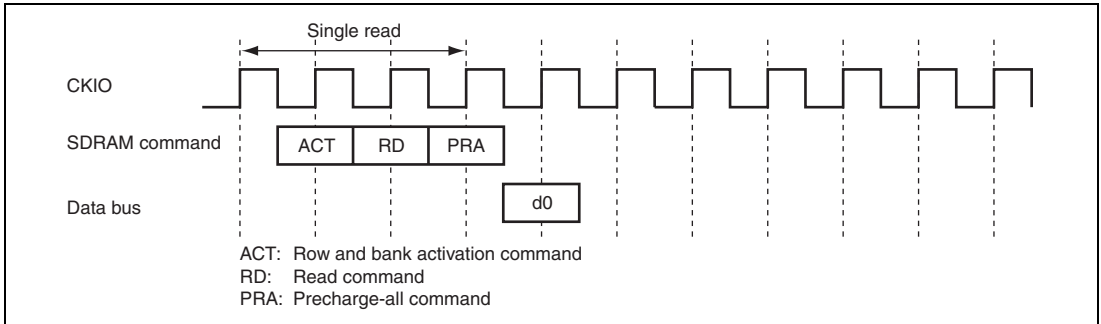 Single read
CKIO
SDRAM command ACT RD PRA
Data bus d0
ACT: Row and bank activation command
RD: Read command
PRA: Precharge-all command